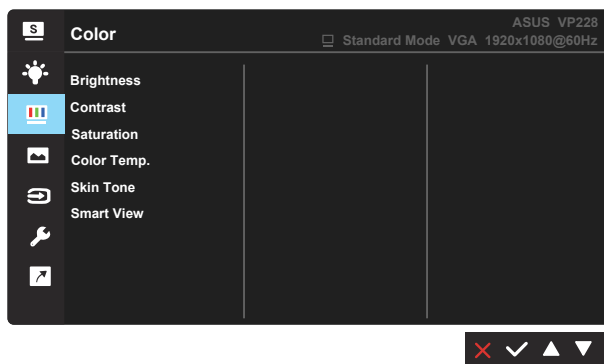 S
Color
ASUS VP228
Standard Mode VGA 1920x1080@60Hz
Brightness
Contrast
Saturation
Color Temp.
Skin Tone
Smart View